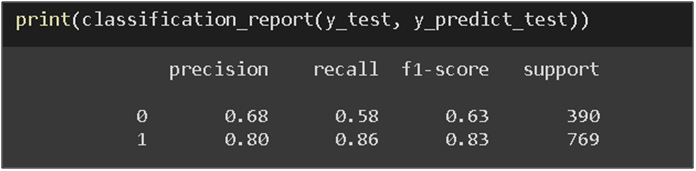 print(classification_report(y_test, y_predict_test))
precision recall f1-score support
0 0.68 0.58 0.63 390
1 0.80 0.86 0.83 769